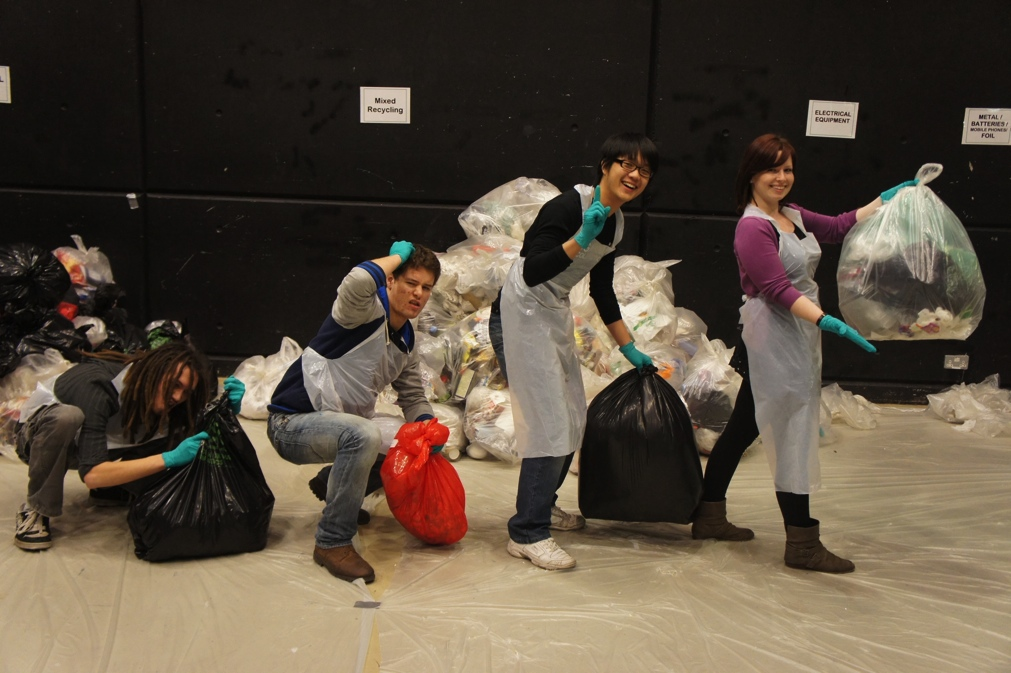 Mixed
Recycling
ELECTRICAL
EQUIPMENT
METAL /
BATTERIES /
MOBILE PHONES/
FOIL